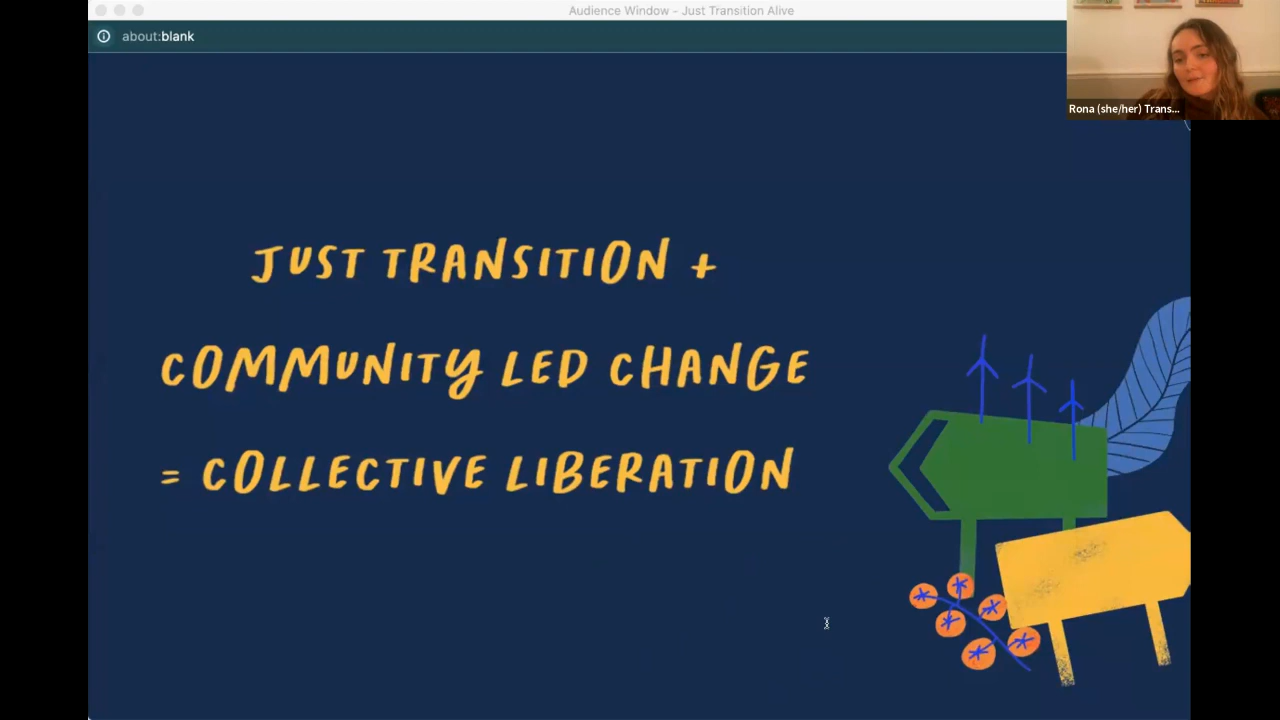 Audience Window - Just Transition Alive
about:blank
Rona (she/her) Trans...
JUST TRANSITION +
COMMUNITY LED CHANGE
= COLLECTIVE LIBERATION